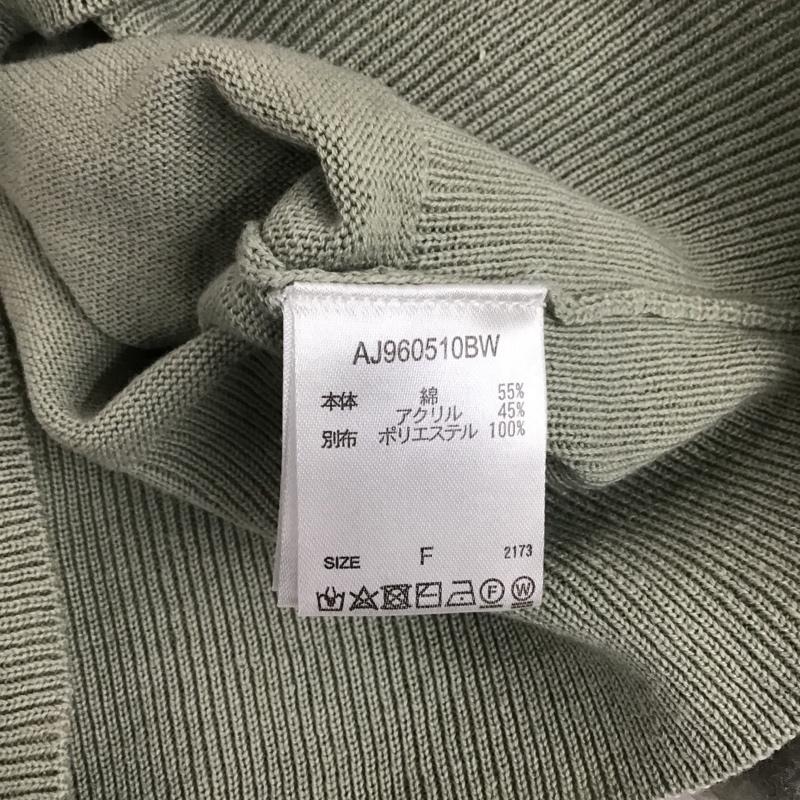 AJ960510BW
本体 綿 55%
アクリル 45%
別布 ポリエステル 100%
SIZE F 2173
F W